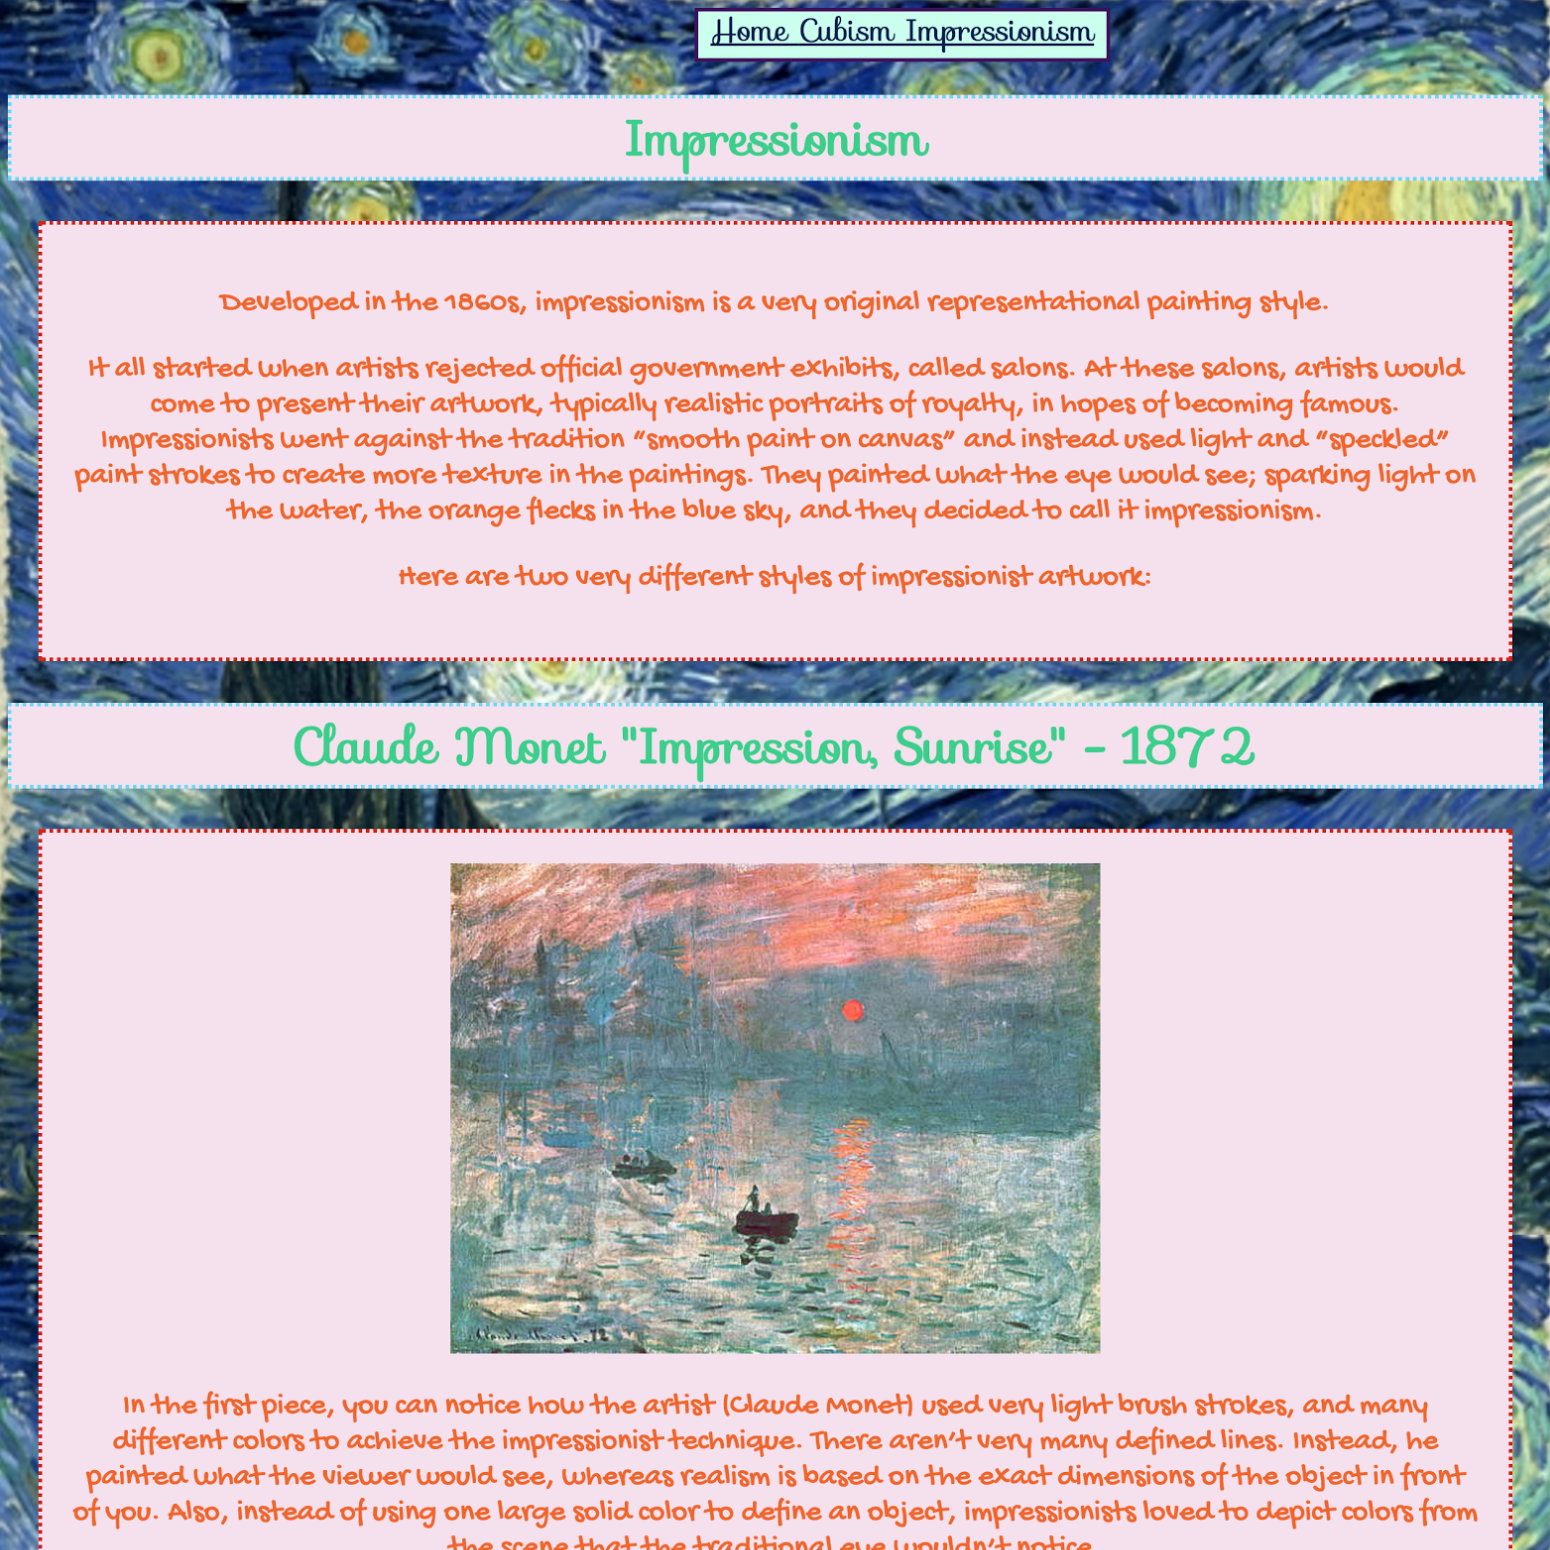 Home Cubism Impressionism
Impressionism
Developed in the 1860s, impressionism is a very original representational painting style.
It all started when artists rejected official government exhibits, called salons. At these salons, artists would
come to present their artwork, typically realistic portraits of royalty, in hopes of becoming famous.
Impressionists went against the tradition “smooth paint on canvas” and instead used light and “speckled”
paint strokes to create more texture in the paintings. They painted what the eye would see; sparking light on
the water, the orange flecks in the blue sky, and they decided to call it impressionism.
Here are two very different styles of impressionist artwork:
Claude Monet "Impression, Sunrise" - 1872
Claude Monet .72
In the first piece, you can notice how the artist (Claude Monet) used very light brush strokes, and many
different colors to achieve the impressionist technique. There aren’t very many defined lines. Instead, he
painted what the viewer would see, whereas realism is based on the exact dimensions of the object in front
of you. Also, instead of using one large solid color to define an object, impressionists loved to depict colors from
the scene that the traditional eye wouldn’t notice